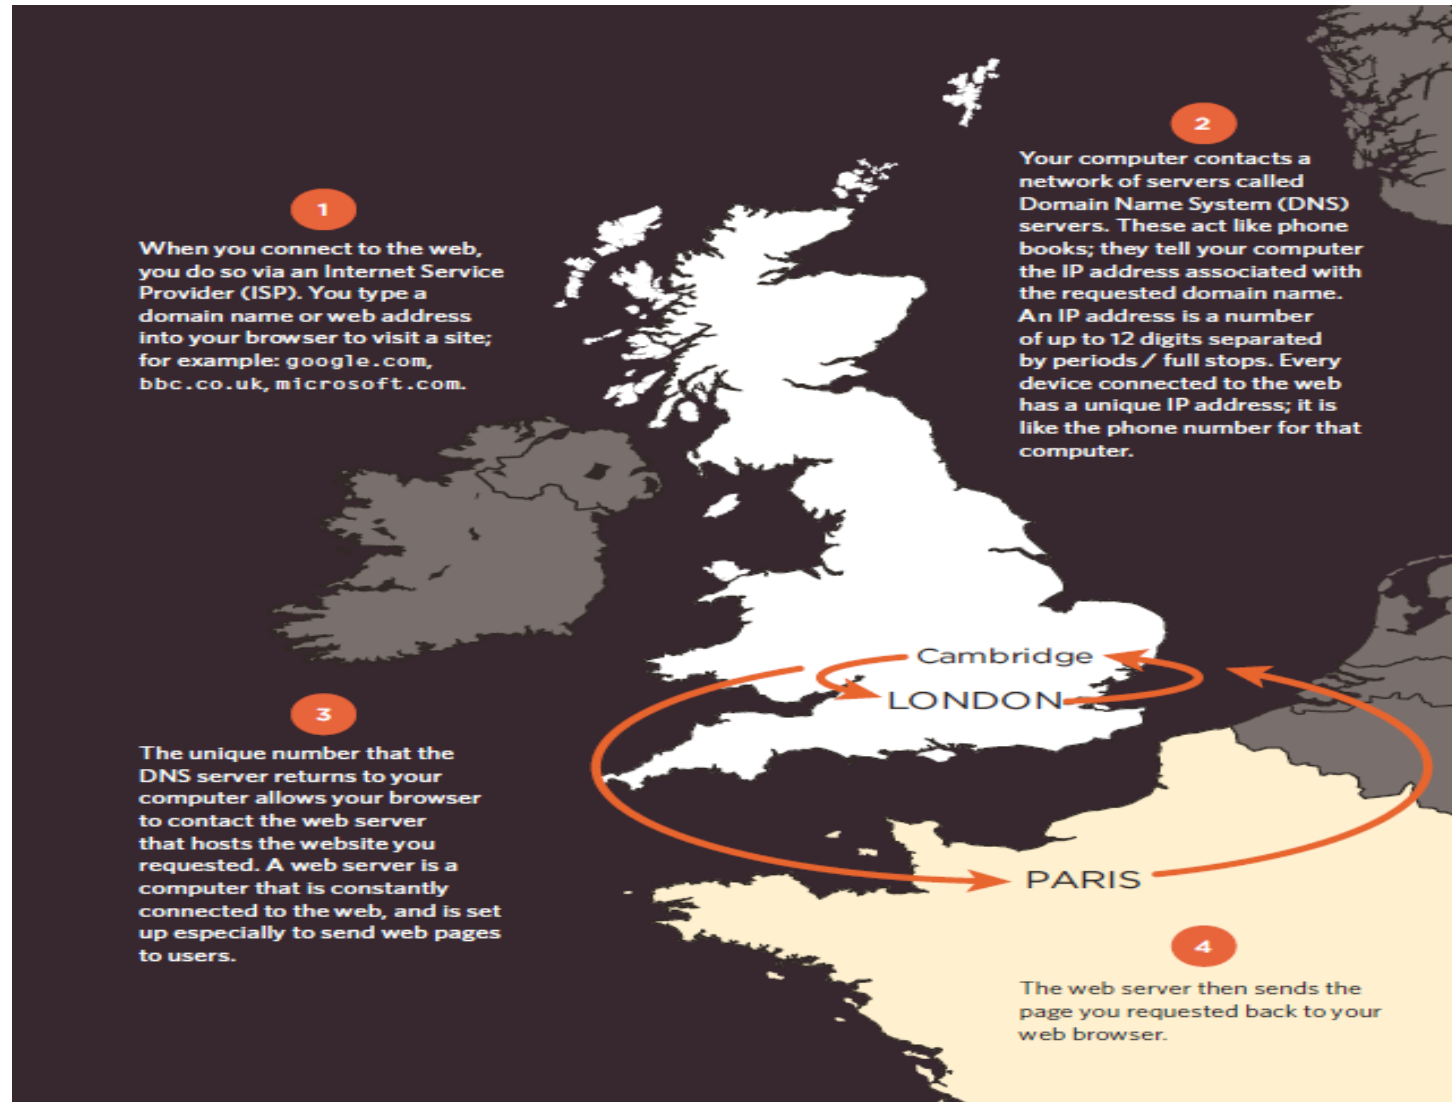 1
When you connect to the web,
you do so via an Internet Service
Provider (ISP). You type a
domain name or web address
into your browser to visit a site;
for example: google.com,
bbc.co.uk, microsoft.com.
2
Your computer contacts a
network of servers called
Domain Name System (DNS)
servers. These act like phone
books; they tell your computer
the IP address associated with
the requested domain name.
An IP address is a number
of up to 12 digits separated
by periods / full stops. Every
device connected to the web
has a unique IP address; it is
like the phone number for that
computer.
Cambridge
LONDON
PARIS
3
The unique number that the
DNS server returns to your
computer allows your browser
to contact the web server
that hosts the website you
requested. A web server is a
computer that is constantly
connected to the web, and is set
up especially to send web pages
to users.
4
The web server then sends the
page you requested back to your
web browser.